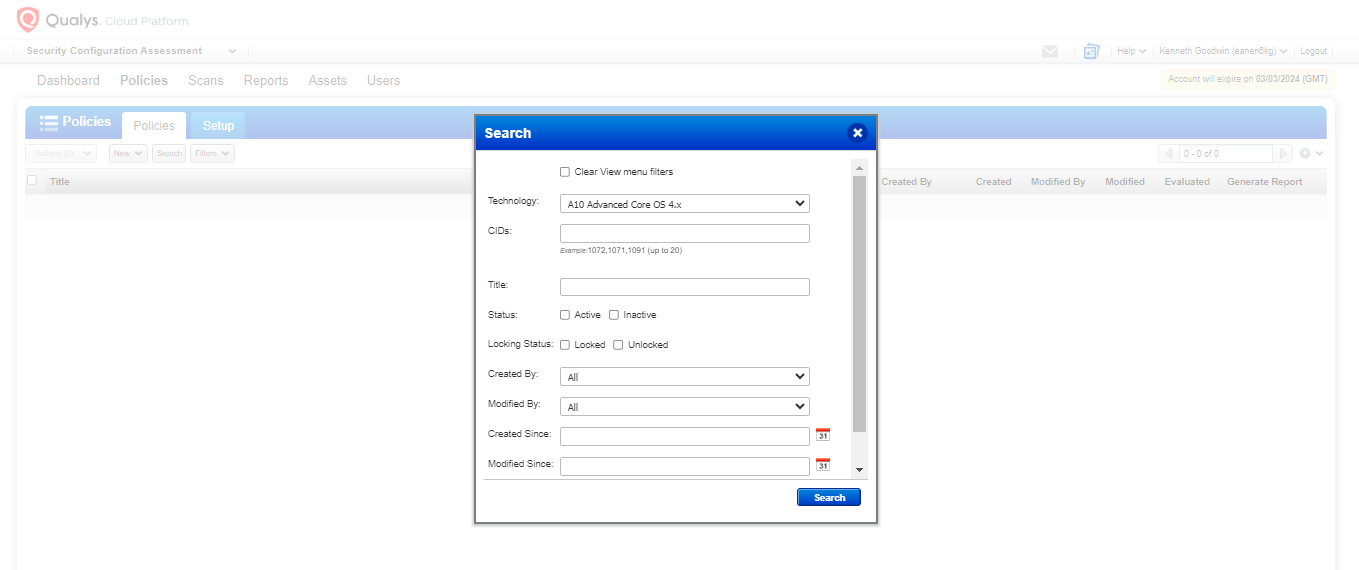 Qualys. Cloud Platform
Security Configuration Assessment
Help Kenneth Goodwin (eanen6kg) Logout
Dashboard Policies Scans Reports Assets Users
Account will expire on 03/03/2024 (GMT)
Policies Policies Setup
Actions (0) New Search Filters 0 - 0 of 0
Title Created By Created Modified By Modified Evaluated Generate Report
Search
Clear View menu filters
Technology: A10 Advanced Core OS 4.x
CIDs:
Example:1072,1071,1091 (up to 20)
Title:
Status: Active Inactive
Locking Status: Locked Unlocked
Created By: All
Modified By: All
Created Since: 31
Modified Since: 31
Search